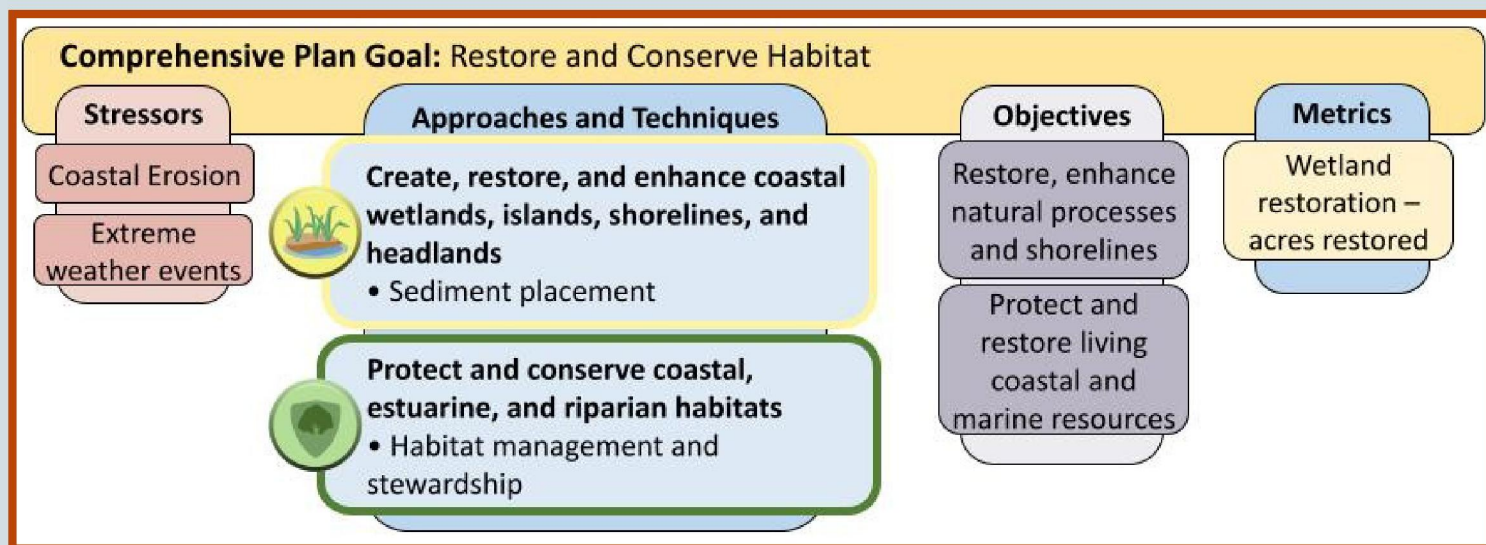 Comprehensive Plan Goal: Restore and Conserve Habitat
Stressors
Coastal Erosion
Extreme
weather events
Approaches and Techniques
Create, restore, and enhance coastal
wetlands, islands, shorelines, and
headlands
• Sediment placement
Protect and conserve coastal,
estuarine, and riparian habitats
• Habitat management and
stewardship
Objectives
Restore, enhance
natural processes
and shorelines
Protect and
restore living
coastal and
marine resources
Metrics
Wetland
restoration –
acres restored